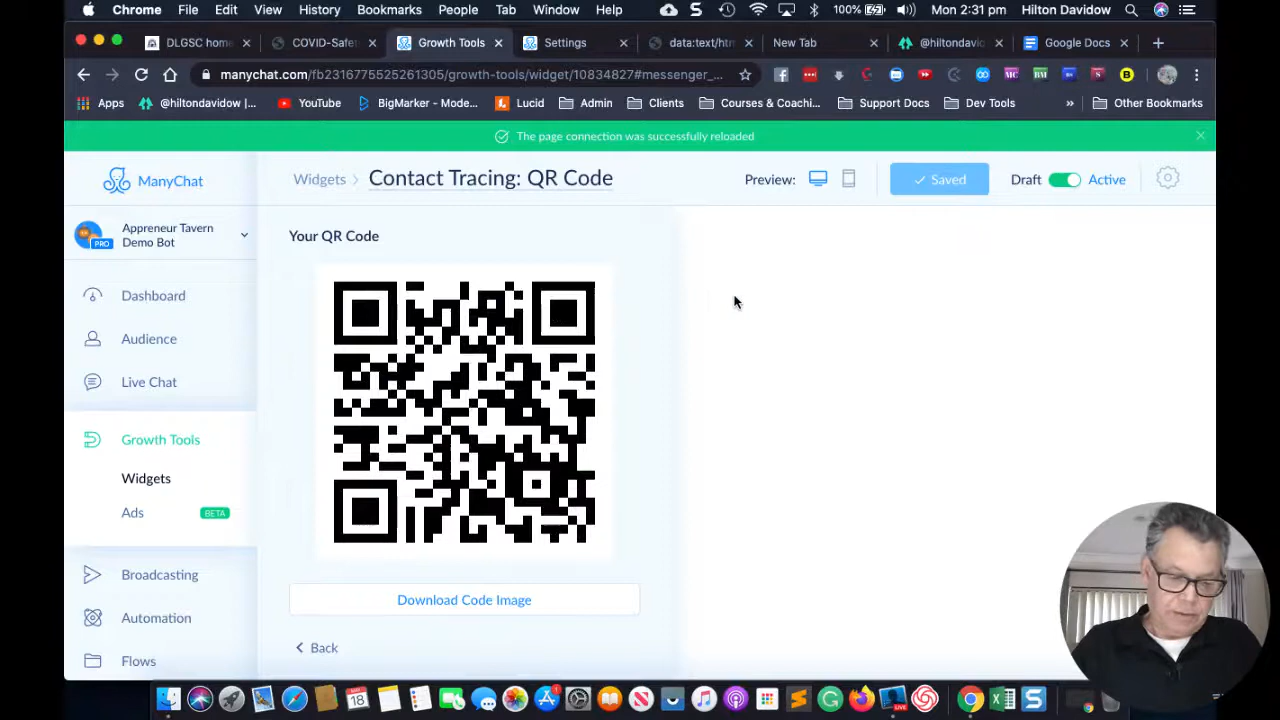 Chrome File Edit View History Bookmarks People Tab Window Help 100% Mon 2:31 pm Hilton Davidow
DLGSC home COVID-Safe Growth Tools Settings data:text/htm New Tab @hiltondavi Google Docs
manychat.com/fb2316775525261305/growth-tools/widget/10834827#messenger_...
Apps @hiltondavidow |... YouTube BigMarker - Mode... Lucid Admin Clients Courses & Coachi... Support Docs Dev Tools » Other Bookmarks
The page connection was successfully reloaded
ManyChat
Widgets Contact Tracing: QR Code
Preview: Saved Draft Active
Appreneur Tavern
Demo Bot
PRO
Your QR Code
Dashboard
Audience
Live Chat
Growth Tools
Widgets
Ads BETA
Broadcasting
Automation
Flows
Download Code Image
Back
18